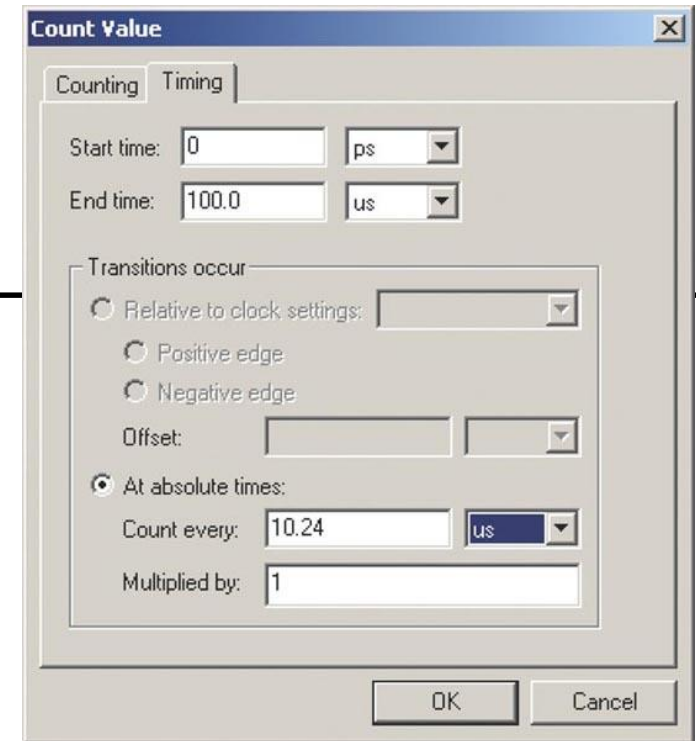 Count Value
Counting Timing
Start time: 0 ps
End time: 100.0 us
Transitions occur
Relative to clock settings:
Positive edge
Negative edge
Offset:
At absolute times:
Count every: 10.24 us
Multiplied by: 1
OK Cancel